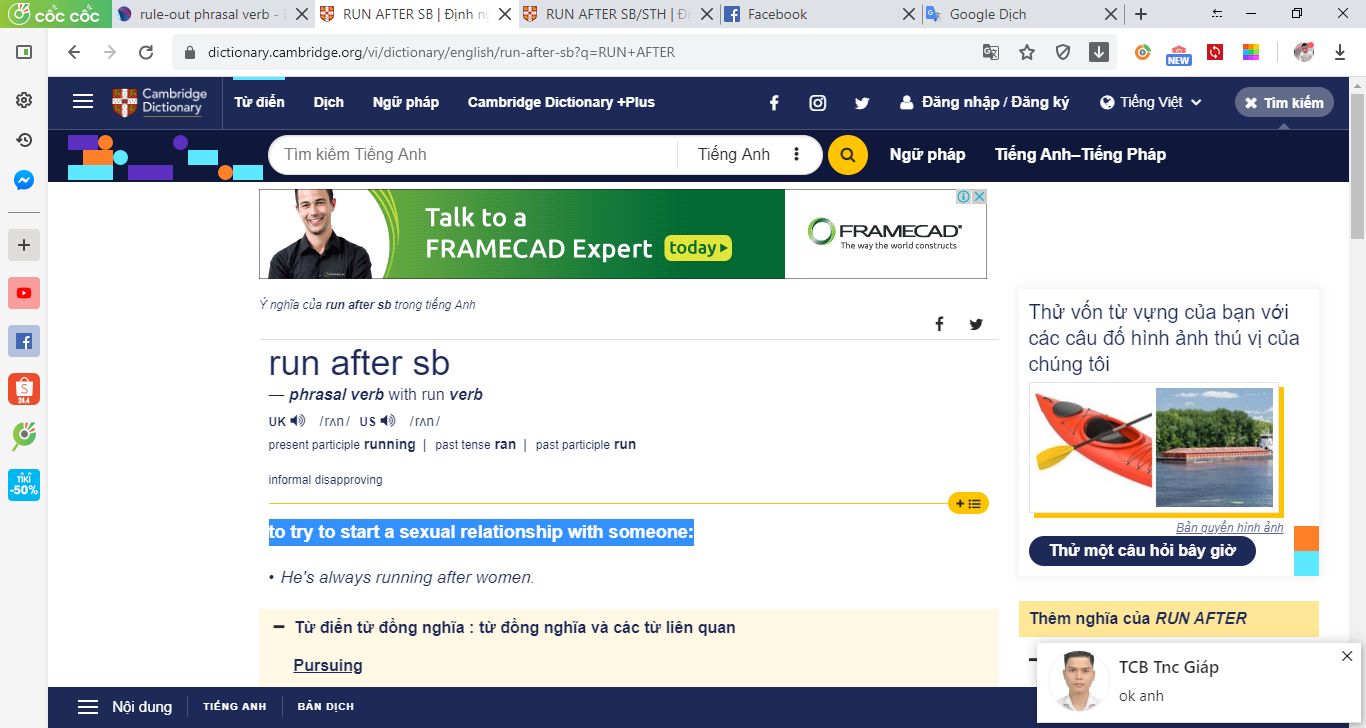 cốc cốc
rule-out phrasal verb - D
RUN AFTER SB | Định n
RUN AFTER SB/STH | Đị
Facebook
Google Dịch
dictionary.cambridge.org/vi/dictionary/english/run-after-sb?q=RUN+AFTER
NEW
Cambridge
Dictionary
Từ điển
Dịch
Ngữ pháp
Cambridge Dictionary +Plus
Đăng nhập / Đăng ký
Tiếng Việt
Tìm kiếm
Tìm kiếm Tiếng Anh
Tiếng Anh
Ngữ pháp
Tiếng Anh–Tiếng Pháp
Talk to a
FRAMECAD Expert today
FRAMECAD®
The way the world constructs
Ý nghĩa của run after sb trong tiếng Anh
run after sb
— phrasal verb with run verb
UK /rʌn/ US /rʌn/
present participle running | past tense ran | past participle run
informal disapproving
to try to start a sexual relationship with someone:
• He's always running after women.
Từ điển từ đồng nghĩa : từ đồng nghĩa và các từ liên quan
Pursuing
Thử vốn từ vựng của bạn với
các câu đố hình ảnh thú vị của
chúng tôi
Bản quyền hình ảnh
Thử một câu hỏi bây giờ
Thêm nghĩa của RUN AFTER
TCB Tnc Giáp
ok anh
Nội dung
TIẾNG ANH
BẢN DỊCH
S
24.4
TIKI
-50%